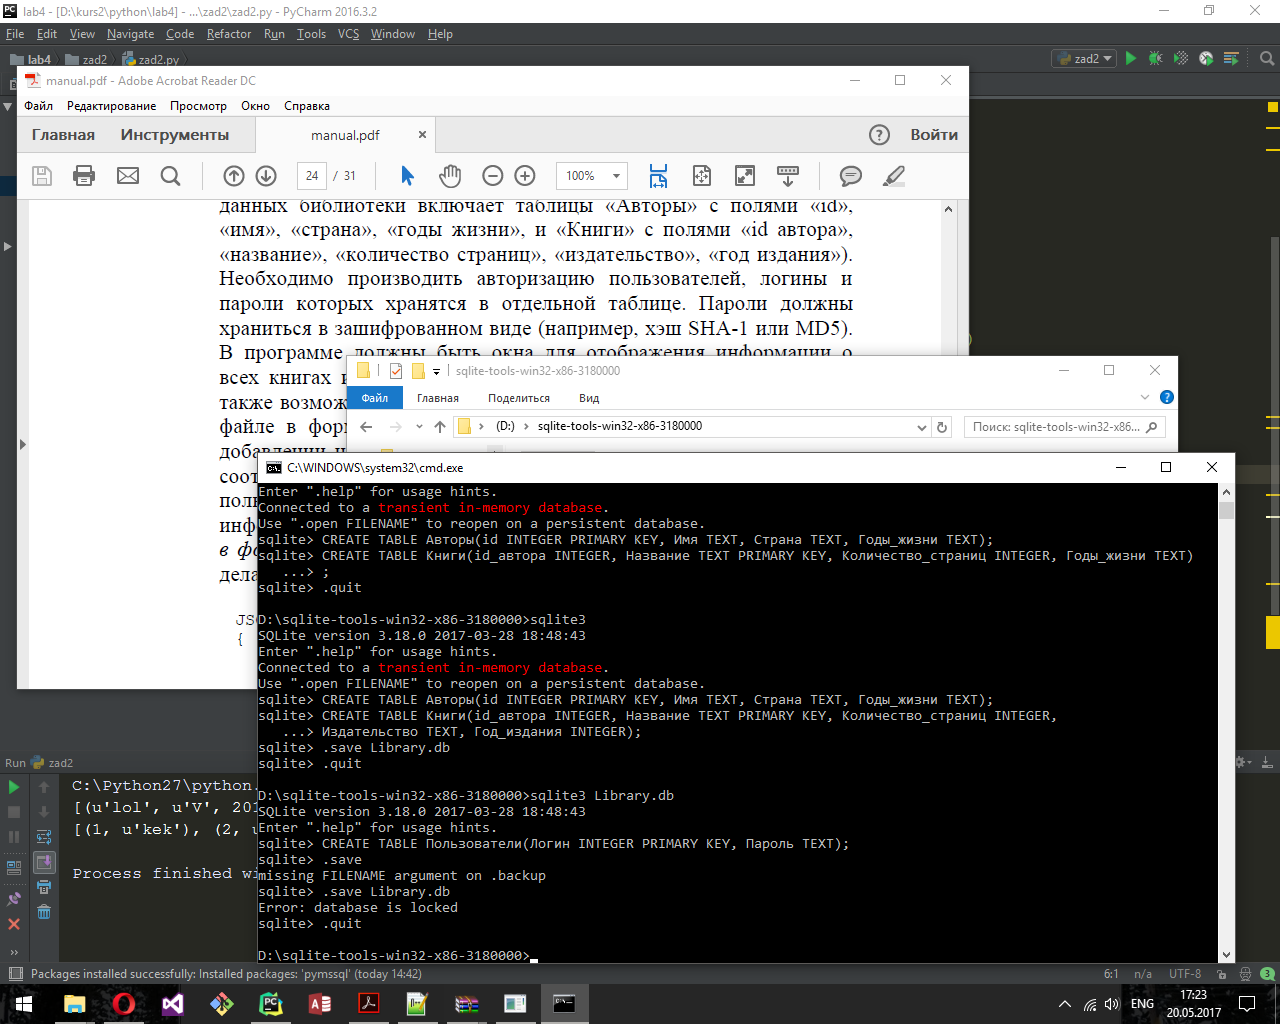 lab4 - [D:\kurs2\python\lab4] - ...\zad2\zad2.py - PyCharm 2016.3.2
File Edit View Navigate Code Refactor Run Tools VCS Window Help
lab4 zad2 zad2.py
zad2
manual.pdf - Adobe Acrobat Reader DC
Файл Редактирование Просмотр Окно Справка
Главная Инструменты manual.pdf × Войти
24 / 31 100%
данных библиотеки включает таблицы «Авторы» с полями «id»,
«имя», «страна», «годы жизни», и «Книги» с полями «id автора»,
«название», «количество страниц», «издательство», «год издания»).
Необходимо производить авторизацию пользователей, логины и
пароли которых хранятся в отдельной таблице. Пароли должны
храниться в зашифрованном виде (например, хэш SHA-1 или MD5).
В программе должны быть окна для отображения информации о
всех книгах
также возмож
файле в фор
добавлении
соот
поль
инф
в фо
дела
JSO
{
sqlite-tools-win32-x86-3180000
Файл Главная Поделиться Вид
(D:) › sqlite-tools-win32-x86-3180000
Поиск: sqlite-tools-win32-x86...
C:\WINDOWS\system32\cmd.exe
Enter ".help" for usage hints.
Connected to a transient in-memory database.
Use ".open FILENAME" to reopen on a persistent database.
sqlite> CREATE TABLE Авторы(id INTEGER PRIMARY KEY, Имя TEXT, Страна TEXT, Годы_жизни TEXT);
sqlite> CREATE TABLE Книги(id_автора INTEGER, Название TEXT PRIMARY KEY, Количество_страниц INTEGER, Годы_жизни TEXT)
...> ;
sqlite> .quit
D:\sqlite-tools-win32-x86-3180000>sqlite3
SQLite version 3.18.0 2017-03-28 18:48:43
Enter ".help" for usage hints.
Connected to a transient in-memory database.
Use ".open FILENAME" to reopen on a persistent database.
sqlite> CREATE TABLE Авторы(id INTEGER PRIMARY KEY, Имя TEXT, Страна TEXT, Годы_жизни TEXT);
sqlite> CREATE TABLE Книги(id_автора INTEGER, Название TEXT PRIMARY KEY, Количество_страниц INTEGER,
...> Издательство TEXT, Год_издания INTEGER);
sqlite> .save Library.db
sqlite> .quit
D:\sqlite-tools-win32-x86-3180000>sqlite3 Library.db
SQLite version 3.18.0 2017-03-28 18:48:43
Enter ".help" for usage hints.
sqlite> CREATE TABLE Пользователи(Логин INTEGER PRIMARY KEY, Пароль TEXT);
sqlite> .save
missing FILENAME argument on .backup
sqlite> .save Library.db
Error: database is locked
sqlite> .quit
D:\sqlite-tools-win32-x86-3180000>
Run zad2
C:\Python27\python.
[(u'lol', u'V', 201
[(1, u'kek'), (2, u
Process finished wi
Packages installed successfully: Installed packages: 'pymssql' (today 14:42)
6:1 n/a UTF-8 3
ENG 17:23
20.05.2017